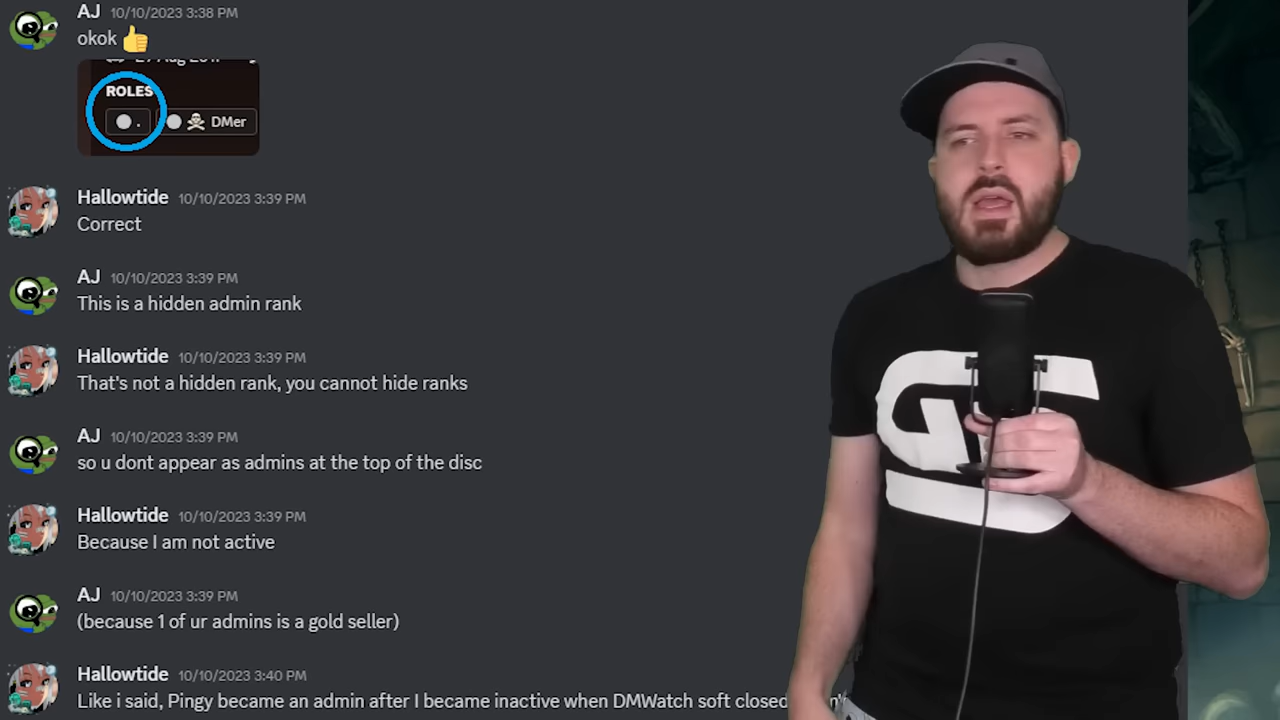 AJ 10/10/2023 3:38 PM
okok 👍
ROLES
. ☠ DMer
Hallowtide 10/10/2023 3:39 PM
Correct
AJ 10/10/2023 3:39 PM
This is a hidden admin rank
Hallowtide 10/10/2023 3:39 PM
That's not a hidden rank, you cannot hide ranks
AJ 10/10/2023 3:39 PM
so u dont appear as admins at the top of the disc
Hallowtide 10/10/2023 3:39 PM
Because I am not active
AJ 10/10/2023 3:39 PM
(because 1 of ur admins is a gold seller)
Hallowtide 10/10/2023 3:40 PM
Like i said, Pingy became an admin after I became inactive when DMWatch soft closed